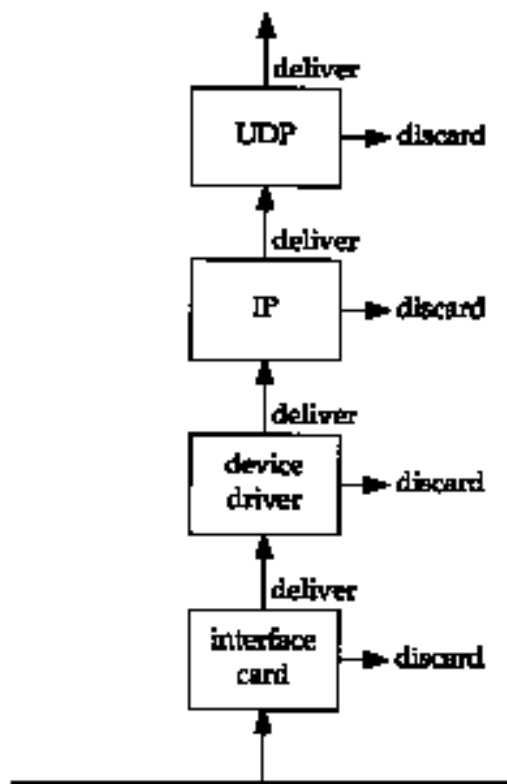 deliver
UDP
discard
deliver
IP
discard
deliver
device
driver
discard
deliver
interface
card
discard